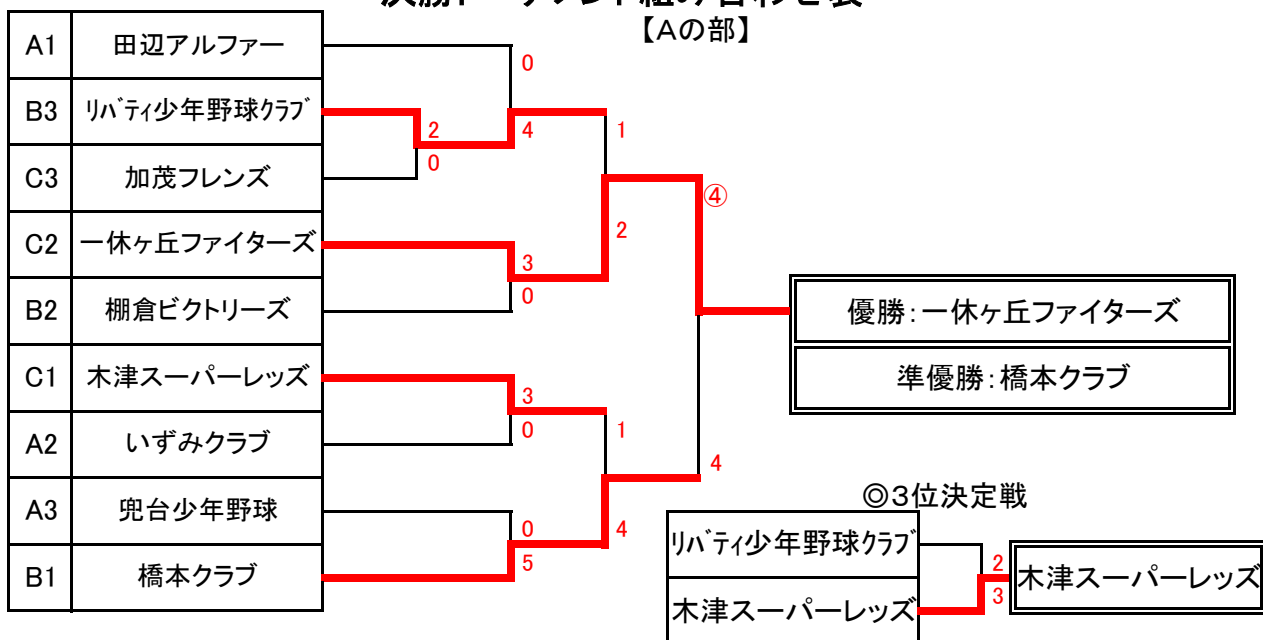 【Aの部】
A1 田辺アルファー
B3 リバティ少年野球クラブ
C3 加茂フレンズ
C2 一休ヶ丘ファイターズ
B2 棚倉ビクトリーズ
C1 木津スーパーレッズ
A2 いずみクラブ
A3 兜台少年野球
B1 橋本クラブ
0
4
2
0
1
2
3
0
④
4
3
0
1
4
0
5
優勝：一休ヶ丘ファイターズ
準優勝：橋本クラブ
◎3位決定戦
リバティ少年野球クラブ
木津スーパーレッズ
2
3
木津スーパーレッズ